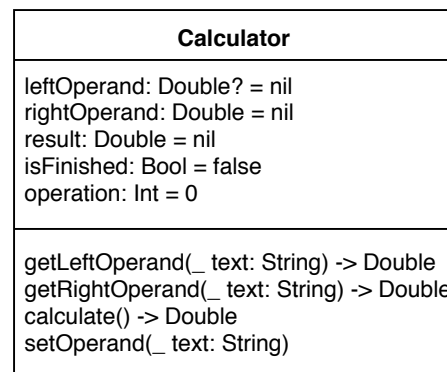 Calculator
leftOperand: Double? = nil
rightOperand: Double = nil
result: Double = nil
isFinished: Bool = false
operation: Int = 0
getLeftOperand(_ text: String) -> Double
getRightOperand(_ text: String) -> Double
calculate() -> Double
setOperand(_ text: String)